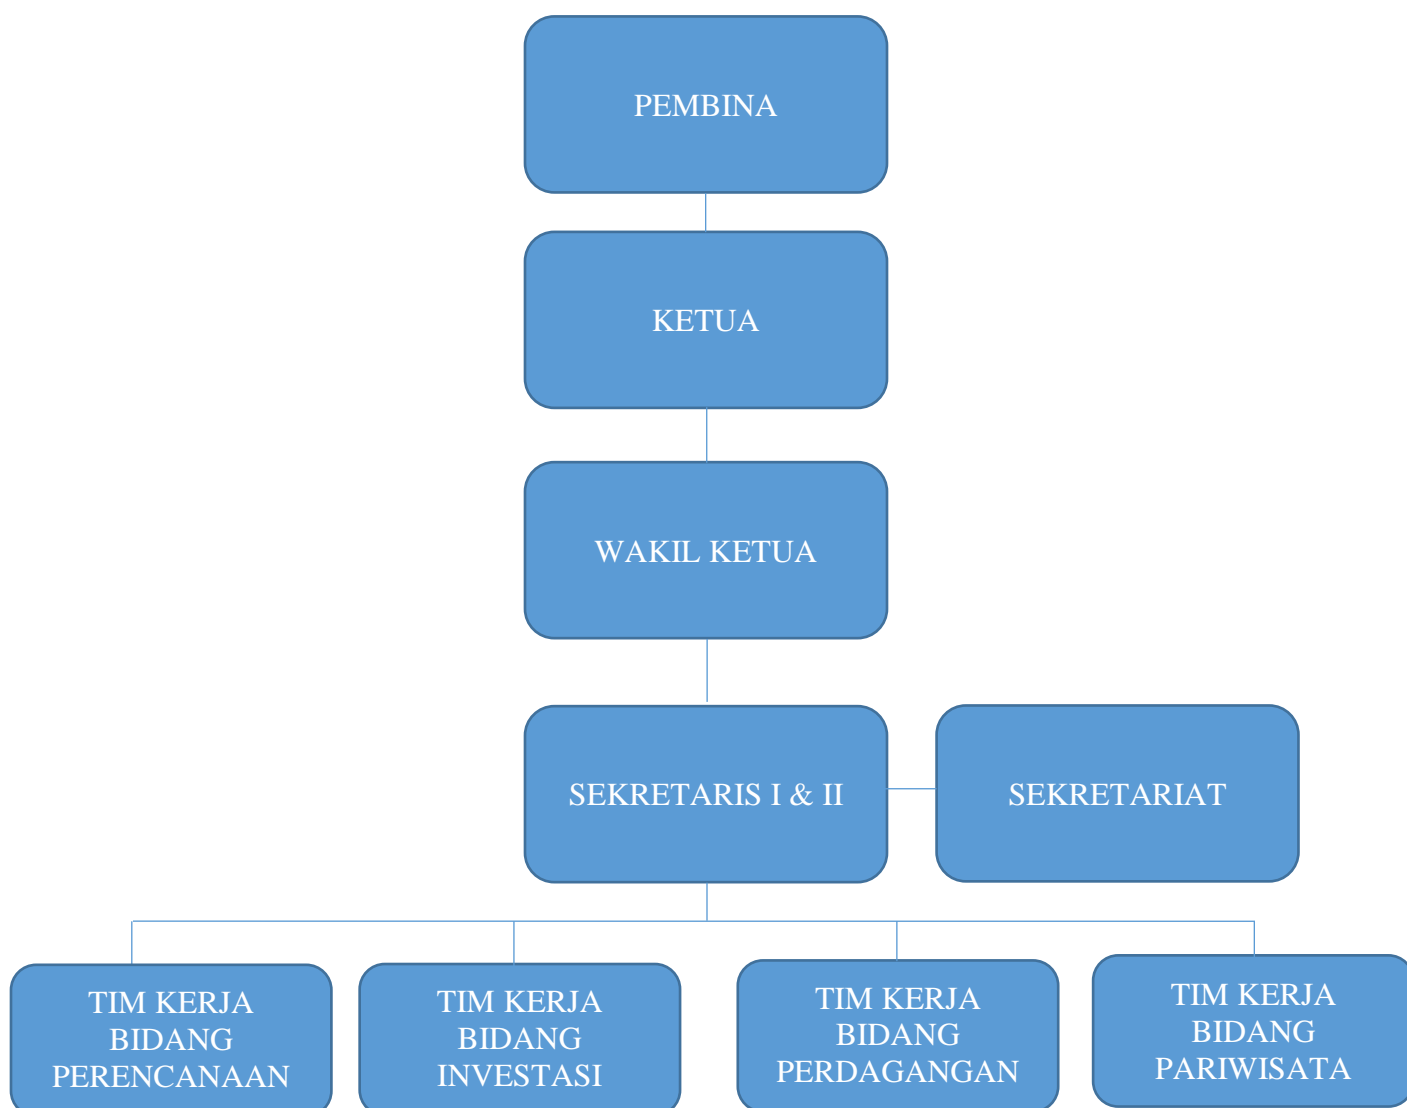 PEMBINA
KETUA
WAKIL KETUA
SEKRETARIS I & II
SEKRETARIAT
TIM KERJA
BIDANG
PERENCANAAN
TIM KERJA
BIDANG
INVESTASI
TIM KERJA
BIDANG
PERDAGANGAN
TIM KERJA
BIDANG
PARIWISATA